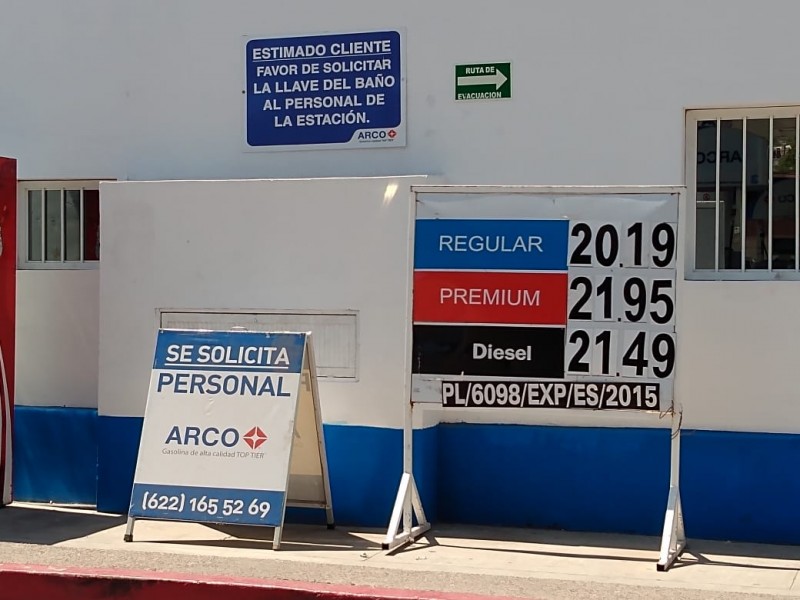 ESTIMADO CLIENTE
FAVOR DE SOLICITAR
LA LLAVE DEL BAÑO
AL PERSONAL DE
LA ESTACIÓN.
ARCO
RUTA DE
EVACUACIÓN
ARCO
REGULAR 20.19
PREMIUM 21.95
Diesel 21.49
PL/6098/EXP/ES/2015
SE SOLICITA
PERSONAL
ARCO
Gasolina de alta calidad TOP TIER
(622) 165 52 69